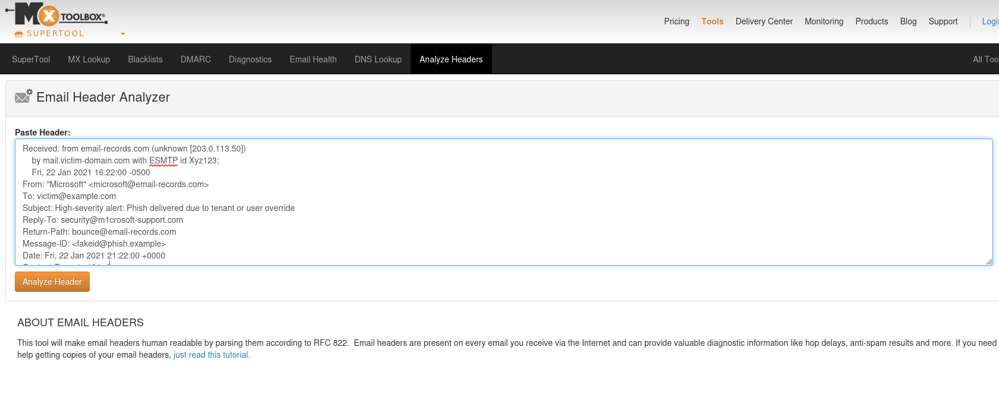 MX TOOLBOX®
SUPERTOOL
Pricing Tools Delivery Center Monitoring Products Blog Support
SuperTool MX Lookup Blacklists DMARC Diagnostics Email Health DNS Lookup Analyze Headers All
Email Header Analyzer
Paste Header:
Received: from email-records.com (unknown [203.0.113.50])
by mail.victim-domain.com with ESMTP id Xyz123;
Fri, 22 Jan 2021 16:22:00 -0500
From: "Microsoft" <microsoft@email-records.com>
To: victim@example.com
Subject: High-severity alert: Phish delivered due to tenant or user override
Reply-To: security@m1crosoft-support.com
Return-Path: bounce@email-records.com
Message-ID: <fakeid@phish.example>
Date: Fri, 22 Jan 2021 21:22:00 +0000
Analyze Header
ABOUT EMAIL HEADERS
This tool will make email headers human readable by parsing them according to RFC 822. Email headers are present on every email you receive via the Internet and can provide valuable diagnostic information like hop delays, anti-spam results and more. If you need
help getting copies of your email headers, just read this tutorial.